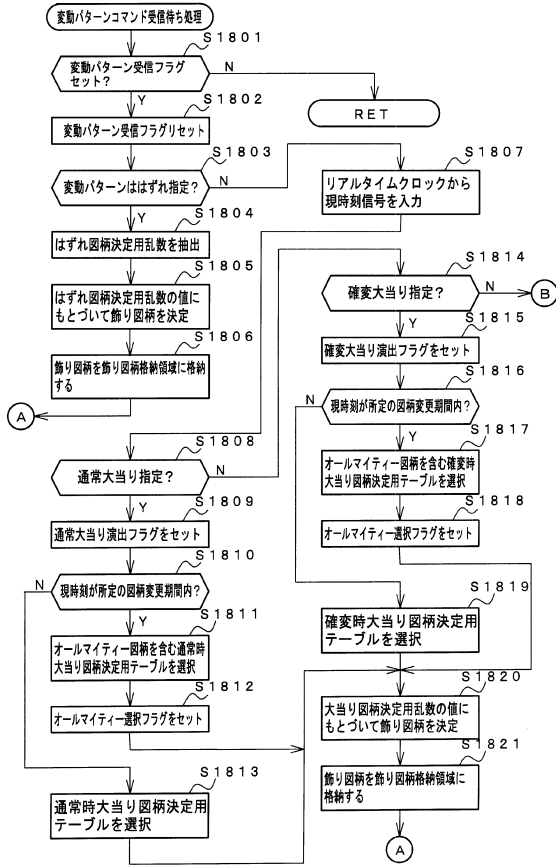 変動パターンコマンド受信待ち処理
S1801
変動パターン受信フラグ
セット?
N
Y
RET
S1802
変動パターン受信フラグリセット
S1803
変動パターンははずれ指定?
N
Y
S1804
はずれ図柄決定用乱数を抽出
S1805
はずれ図柄決定用乱数の値に
もとづいて飾り図柄を決定
S1806
飾り図柄を飾り図柄格納領域に格納
する
A
S1807
リアルタイムクロックから
現時刻信号を入力
S1808
通常大当り指定?
N
Y
S1809
通常大当り演出フラグをセット
S1810
N
現時刻が所定の図柄変更期間内?
Y
S1811
オールマイティー図柄を含む通常時
大当り図柄決定用テーブルを選択
S1812
オールマイティー選択フラグをセット
S1813
通常時大当り図柄決定用
テーブルを選択
S1814
確変大当り指定?
N
B
Y
S1815
確変大当り演出フラグをセット
S1816
N
現時刻が所定の図柄変更期間内?
Y
S1817
オールマイティー図柄を含む確変時
大当り図柄決定用テーブルを選択
S1818
オールマイティー選択フラグをセット
S1819
確変時大当り図柄決定用
テーブルを選択
S1820
大当り図柄決定用乱数の値に
もとづいて飾り図柄を決定
S1821
飾り図柄を飾り図柄格納領域に
格納する
A